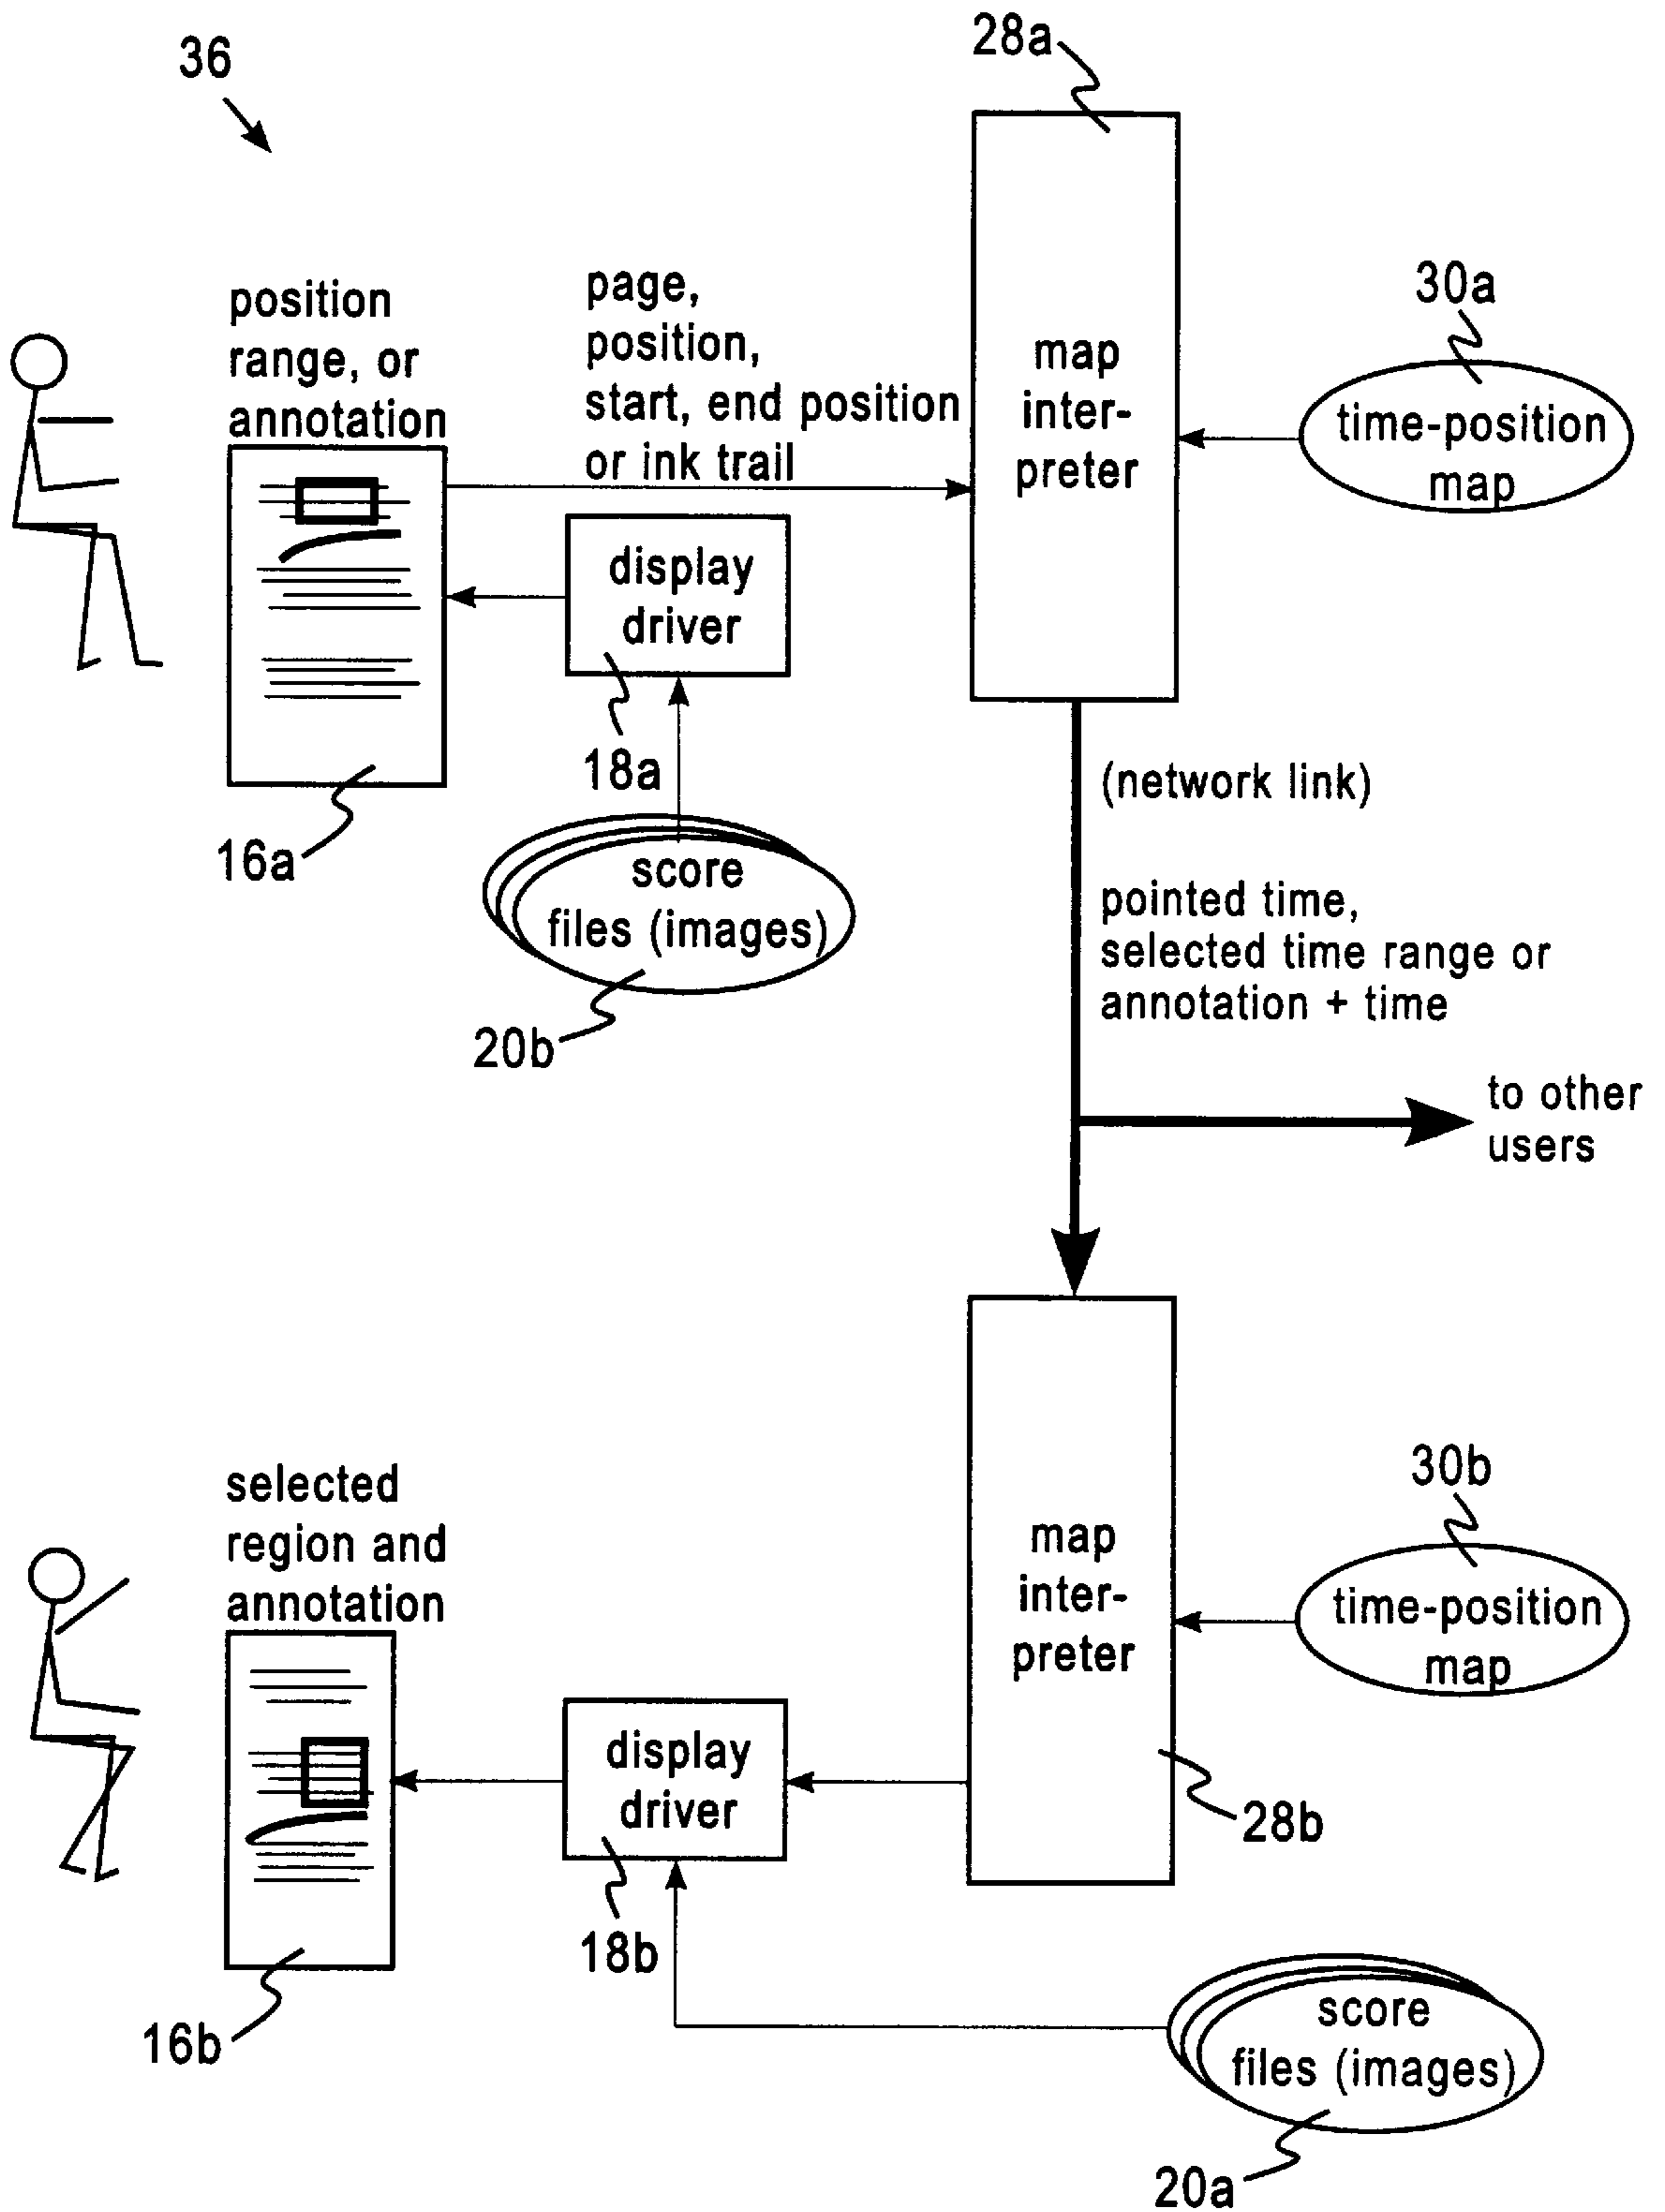 36
28a
position
range, or
annotation
page,
position,
start, end position
or ink trail
map
inter-
preter
30a
time-position
map
display
driver
18a
16a
score
files (images)
20b
(network link)
pointed time,
selected time range or
annotation + time
to other
users
selected
region and
annotation
map
inter-
preter
30b
time-position
map
display
driver
28b
18b
16b
score
files (images)
20a